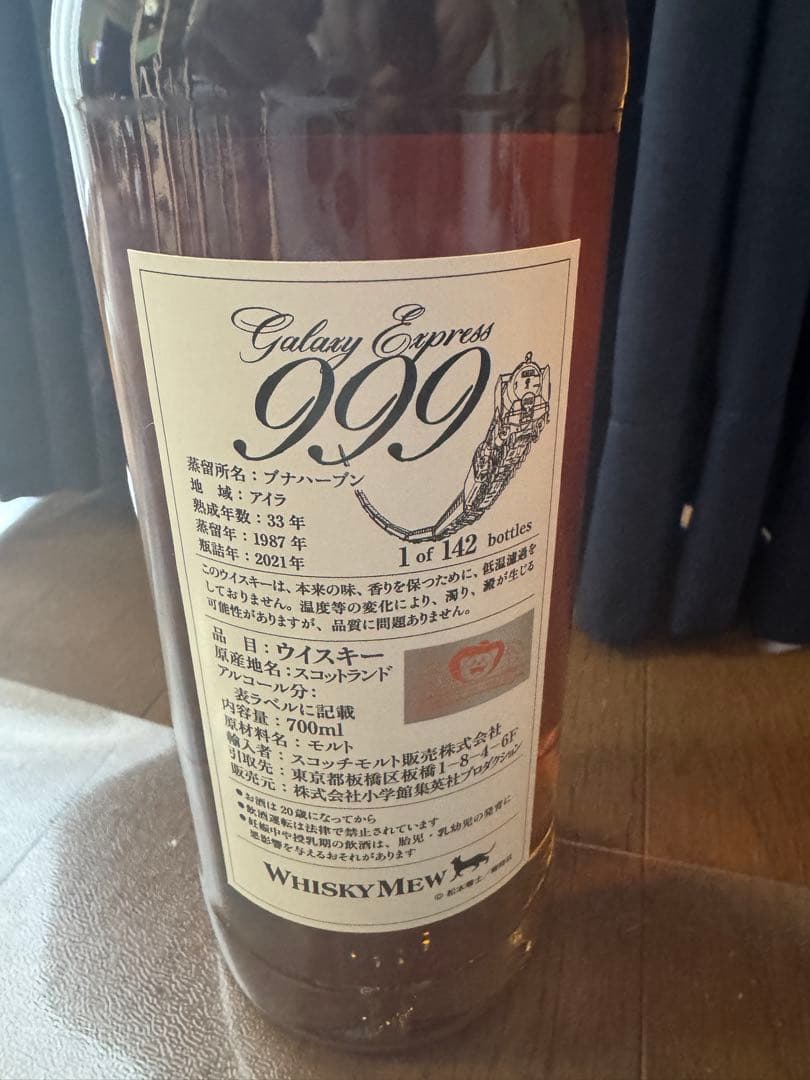 Galaxy Express
999
蒸留所名：ブナハーブン
地　域：アイラ
熟成年数：33年
蒸留年：1987年
瓶詰年：2021年
1 of 142 bottles
このウイスキーは、本来の味、香りを保つために、低温濾過を
しておりません。温度等の変化により、濁り、澱が生じる
可能性がありますが、品質に問題ありません。
品　目：ウイスキー
原産地名：スコットランド
アルコール分：
表ラベルに記載
内容量：700ml
原材料名：モルト
輸入者：スコッチモルト販売株式会社
引取先：東京都板橋区板橋1-8-4-6F
販売元：株式会社小学館集英社プロダクション
●お酒は20歳になってから
●飲酒運転は法律で禁止されています
●妊娠中や授乳期の飲酒は、胎児・乳幼児の発育に
悪影響を与えるおそれがあります
WHISKY MEW
©松本零士／零時社